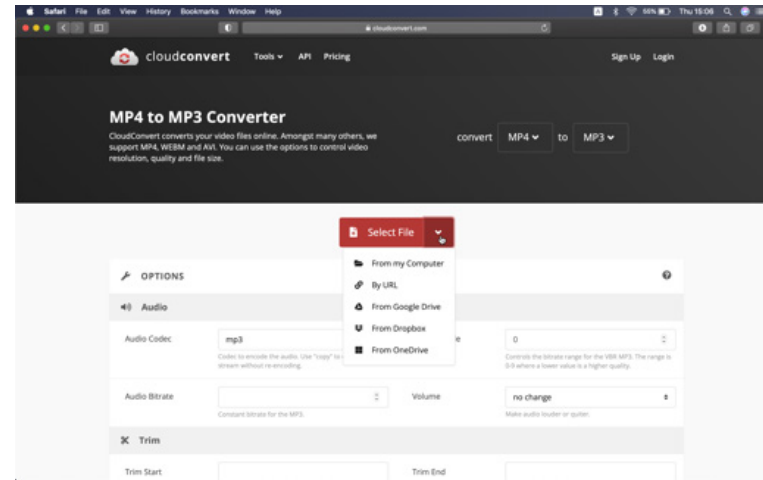 Safari File Edit View History Bookmarks Window Help 55% Thu 15:06
cloudconvert.com
cloudconvert Tools API Pricing Sign Up Login
MP4 to MP3 Converter
CloudConvert converts your video files online. Amongst many others, we
support MP4, WEBM and AVI. You can use the options to control video
resolution, quality and file size.
convert MP4 to MP3
Select File
From my Computer
By URL
From Google Drive
From Dropbox
From OneDrive
OPTIONS
Audio
Audio Codec mp3 0
Codec to encode the audio. Use "copy" to
stream without re-encoding.
Controls the bitrate range for the VBR MP3. The range is
0-9 where a lower value is a higher quality.
Audio Bitrate
Constant bitrate for the MP3.
Volume no change
Make audio louder or quiter.
Trim
Trim Start Trim End